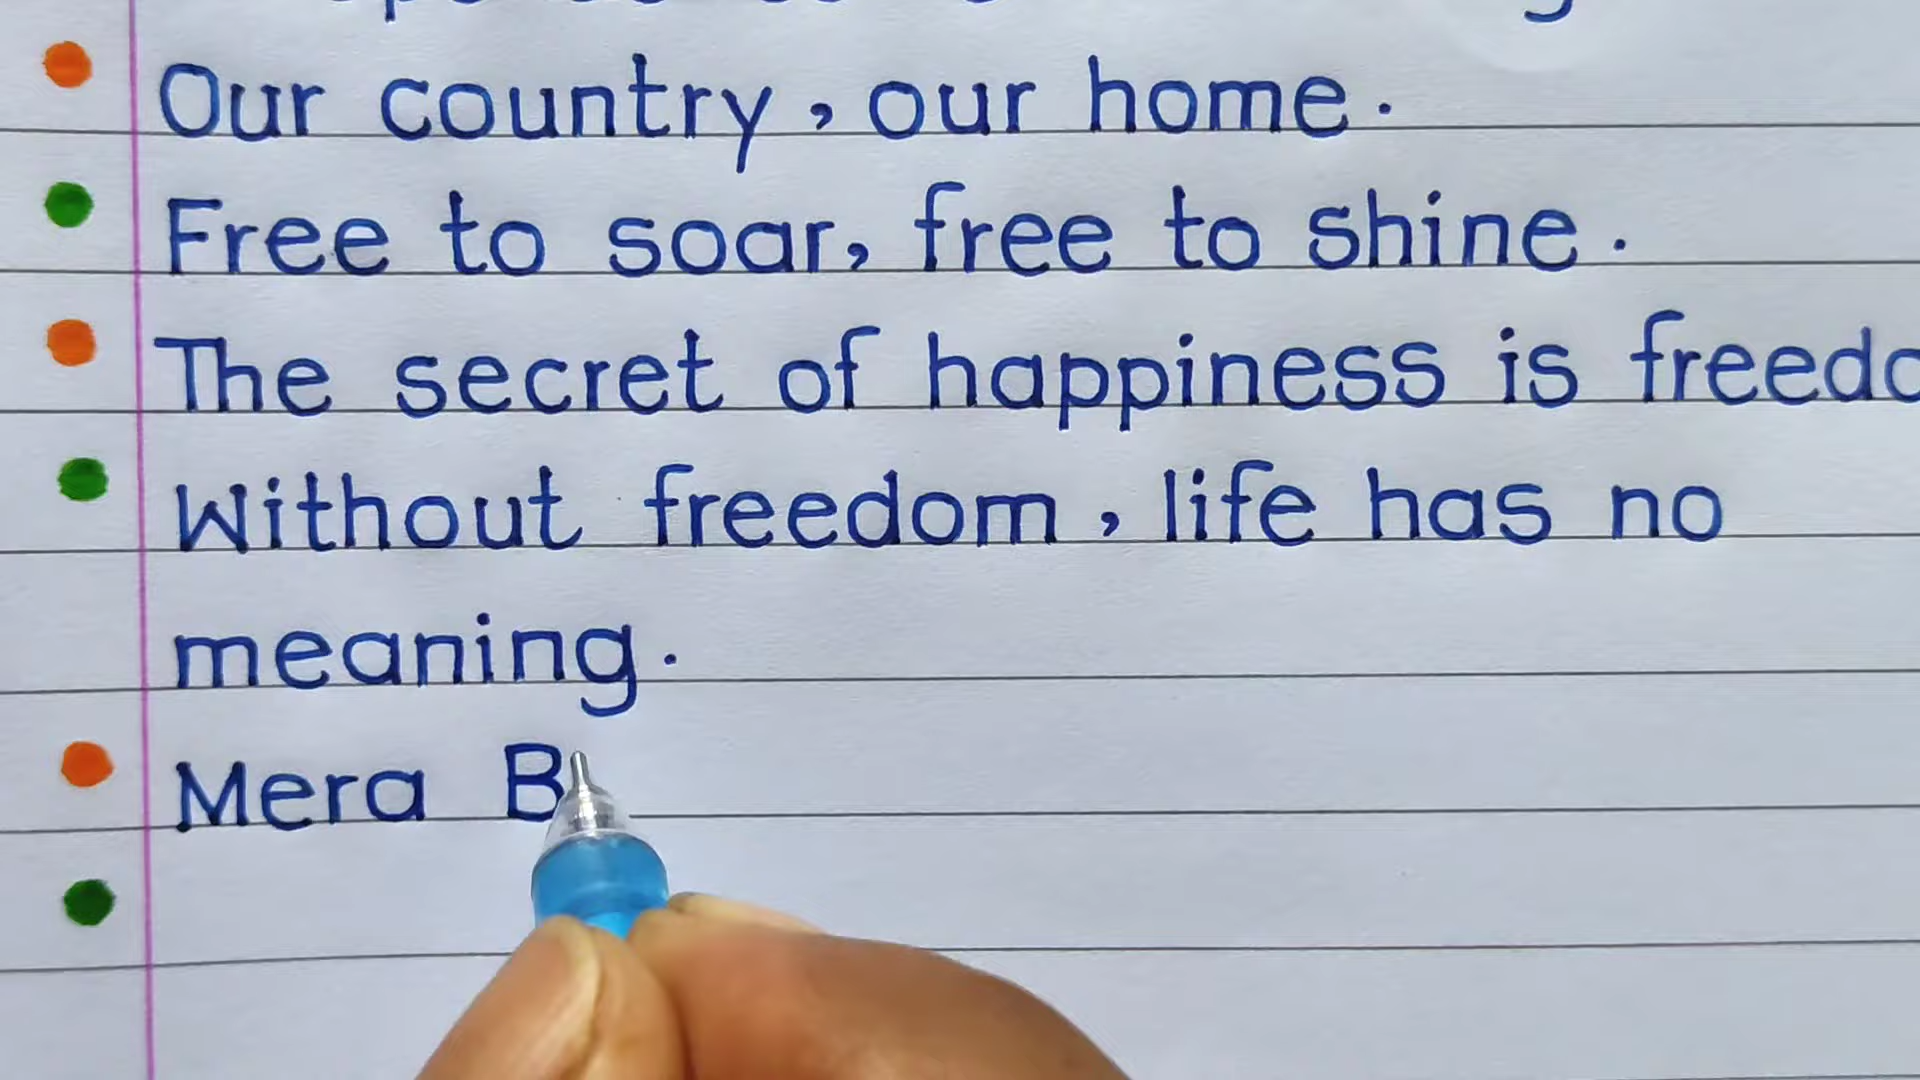 Our country, our home.
Free to soar, free to shine.
The secret of happiness is freedo
Without freedom, life has no
meaning.
Mera B